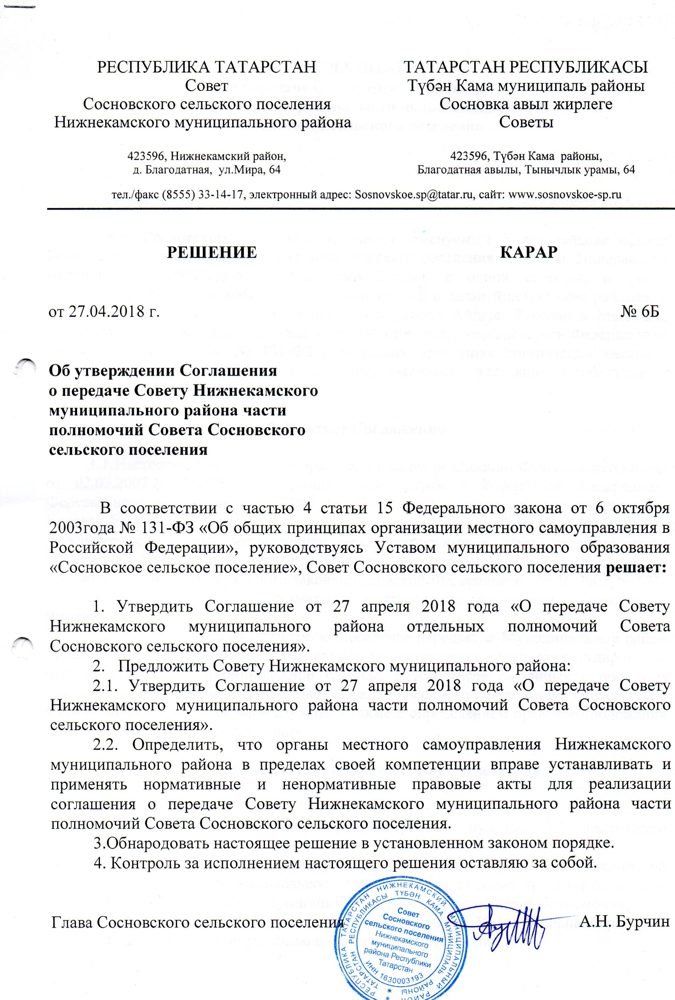 РЕСПУБЛИКА ТАТАРСТАН
Совет
Сосновского сельского поселения
Нижнекамского муниципального района
423596, Нижнекамский район,
д. Благодатная, ул.Мира, 64
ТАТАРСТАН РЕСПУБЛИКАСЫ
Түбән Кама муниципаль районы
Сосновка авыл жирлеге
Советы
423596, Түбән Кама районы,
Благодатная авылы, Тынычлык урамы, 64
тел./факс (8555) 33-14-17, электронный адрес: Sosnovskoe.sp@tatar.ru, сайт: www.sosnovskoe-sp.ru
РЕШЕНИЕ КАРАР
от 27.04.2018 г. № 6Б
Об утверждении Соглашения
о передаче Совету Нижнекамского
муниципального района части
полномочий Совета Сосновского
сельского поселения
В соответствии с частью 4 статьи 15 Федерального закона от 6 октября
2003года № 131-ФЗ «Об общих принципах организации местного самоуправления в
Российской Федерации», руководствуясь Уставом муниципального образования
«Сосновское сельское поселение», Совет Сосновского сельского поселения решает:
1. Утвердить Соглашение от 27 апреля 2018 года «О передаче Совету
Нижнекамского муниципального района отдельных полномочий Совета
Сосновского сельского поселения».
2. Предложить Совету Нижнекамского муниципального района:
2.1. Утвердить Соглашение от 27 апреля 2018 года «О передаче Совету
Нижнекамского муниципального района части полномочий Совета Сосновского
сельского поселения».
2.2. Определить, что органы местного самоуправления Нижнекамского
муниципального района в пределах своей компетенции вправе устанавливать и
применять нормативные и ненормативные правовые акты для реализации
соглашения о передаче Совету Нижнекамского муниципального района части
полномочий Совета Сосновского сельского поселения.
3.Обнародовать настоящее решение в установленном законом порядке.
4. Контроль за исполнением настоящего решения оставляю за собой.
Глава Сосновского сельского поселения А.Н. Бурчин
РЕСПУБЛИКА ТАТАРСТАН НИЖНЕКАМСКИЙ МУНИЦИПАЛЬНЫЙ РАЙОН
ТАТАРСТАН РЕСПУБЛИКАСЫ ТҮБӘН КАМА МУНИЦИПАЛЬ РАЙОНЫ
Совет
Сосновского
сельского поселения
Нижнекамского
муниципального
района Республики
Татарстан
ИНН 1630003193